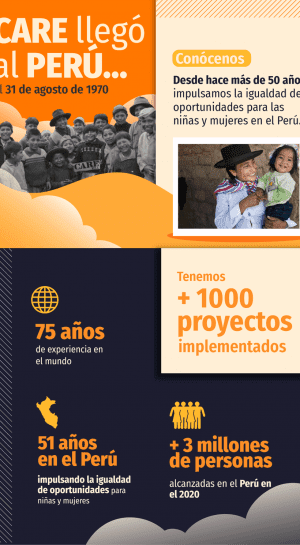 CARE llegó
al PERÚ...
l 31 de agosto de 1970
CARE
Conócenos
Desde hace más de 50 año
impulsamos la igualdad de
oportunidades para las
niñas y mujeres en el Perú.
Tenemos
+ 1000
proyectos
implementados
75 años
de experiencia en
el mundo
51 años
en el Perú
impulsando la igualdad
de oportunidades para
niñas y mujeres
+ 3 millones
de personas
alcanzadas en el Perú en
el 2020